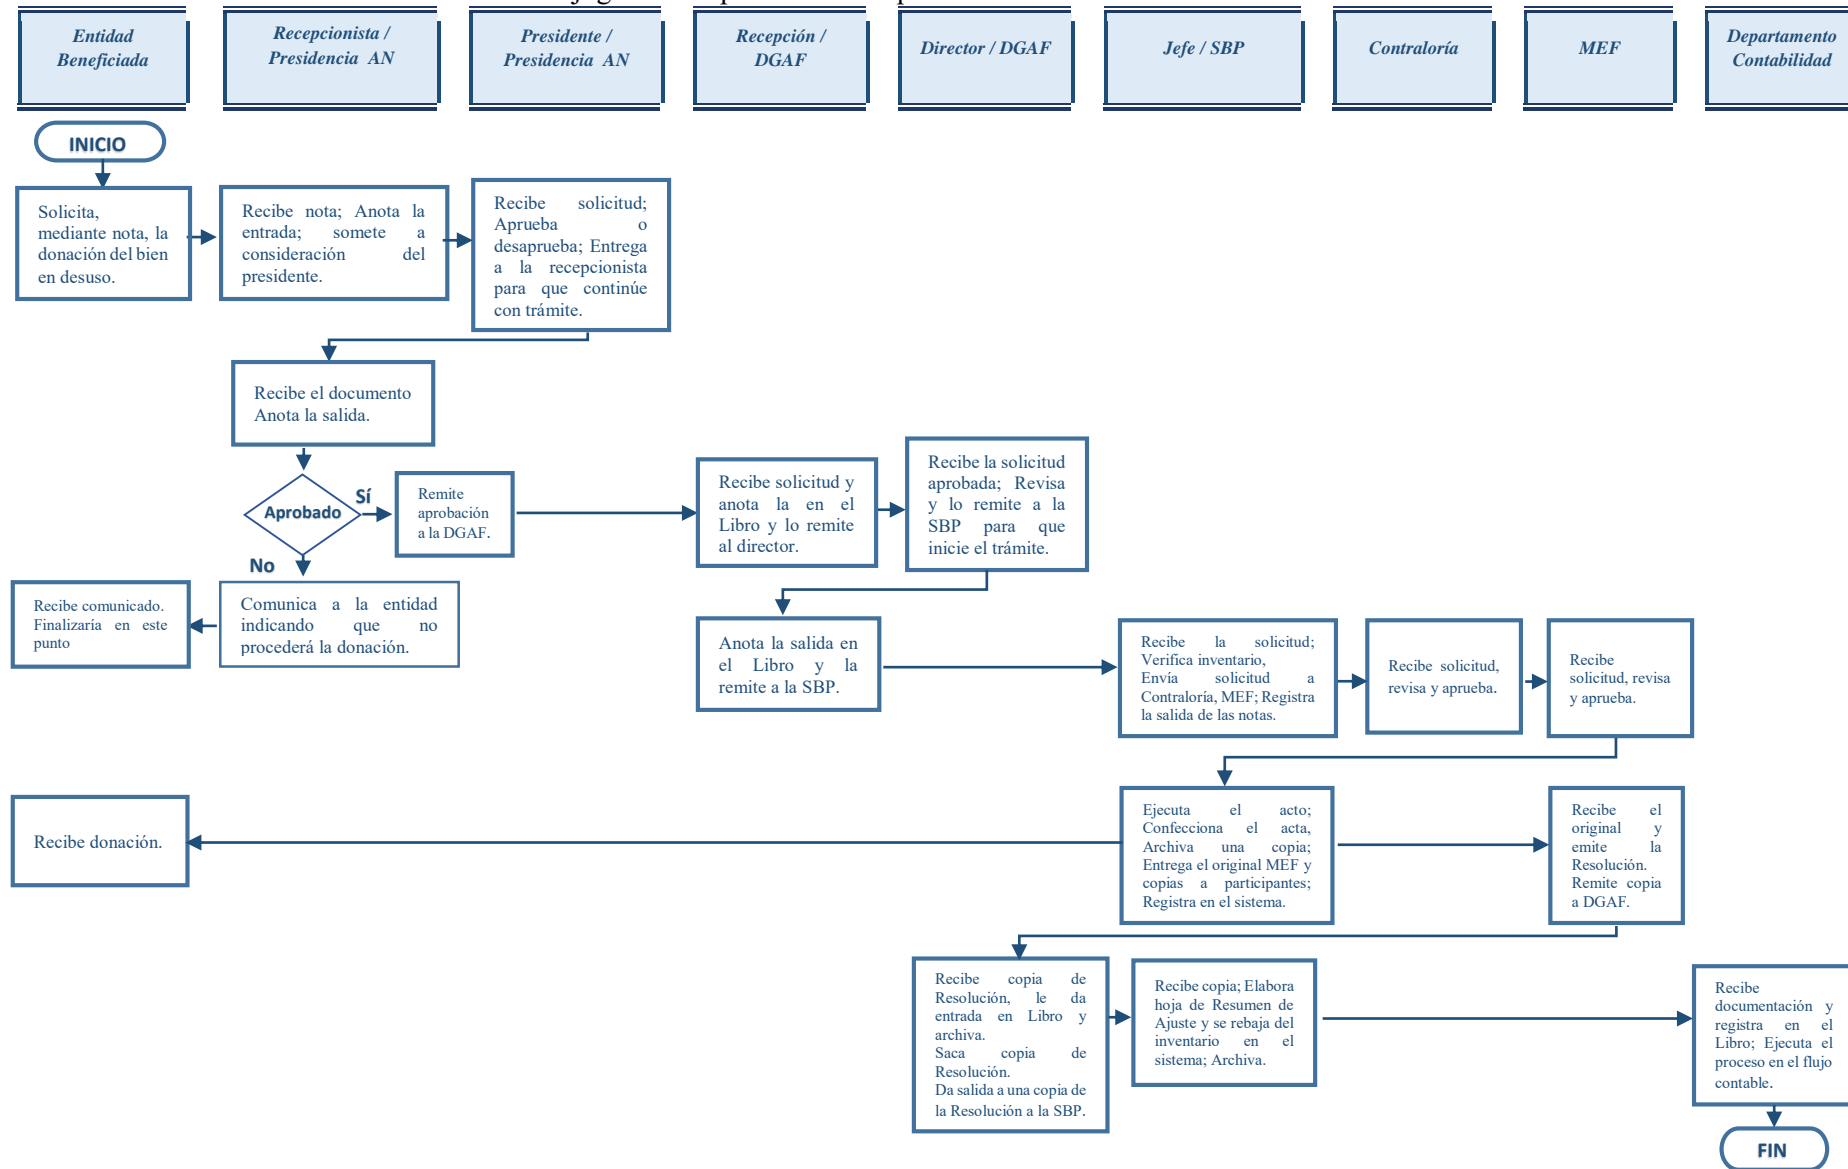 Entidad
Beneficiada
Recepcionista /
Presidencia AN
Presidente /
Presidencia AN
Recepción /
DGAF
Director / DGAF
Jefe / SBP
Contraloría
MEF
Departamento
Contabilidad
INICIO
Solicita,
mediante nota, la
donación del bien
en desuso.
Recibe nota; Anota la
entrada; somete a
consideración del
presidente.
Recibe solicitud;
Aprueba o
desaprueba; Entrega
a la recepcionista
para que continúe
con trámite.
Recibe el documento
Anota la salida.
Aprobado
Sí
No
Remite
aprobación
a la DGAF.
Recibe solicitud y
anota la en el
Libro y lo remite
al director.
Recibe la solicitud
aprobada; Revisa
y lo remite a la
SBP para que
inicie el trámite.
Comunica a la entidad
indicando que no
procederá la donación.
Recibe comunicado.
Finalizaría en este
punto
Anota la salida en
el Libro y la
remite a la SBP.
Recibe la solicitud;
Verifica inventario,
Envía solicitud a
Contraloría, MEF; Registra
la salida de las notas.
Recibe solicitud,
revisa y aprueba.
Recibe
solicitud, revisa
y aprueba.
Ejecuta el acto;
Confecciona el acta,
Archiva una copia;
Entrega el original MEF y
copias a participantes;
Registra en el sistema.
Recibe donación.
Recibe el
original y
emite la
Resolución.
Remite copia
a DGAF.
Recibe copia de
Resolución, le da
entrada en Libro y
archiva.
Saca copia de
Resolución.
Da salida a una copia de
la Resolución a la SBP.
Recibe copia; Elabora
hoja de Resumen de
Ajuste y se rebaja del
inventario en el
sistema; Archiva.
Recibe
documentación y
registra en el
Libro; Ejecuta el
proceso en el flujo
contable.
FIN